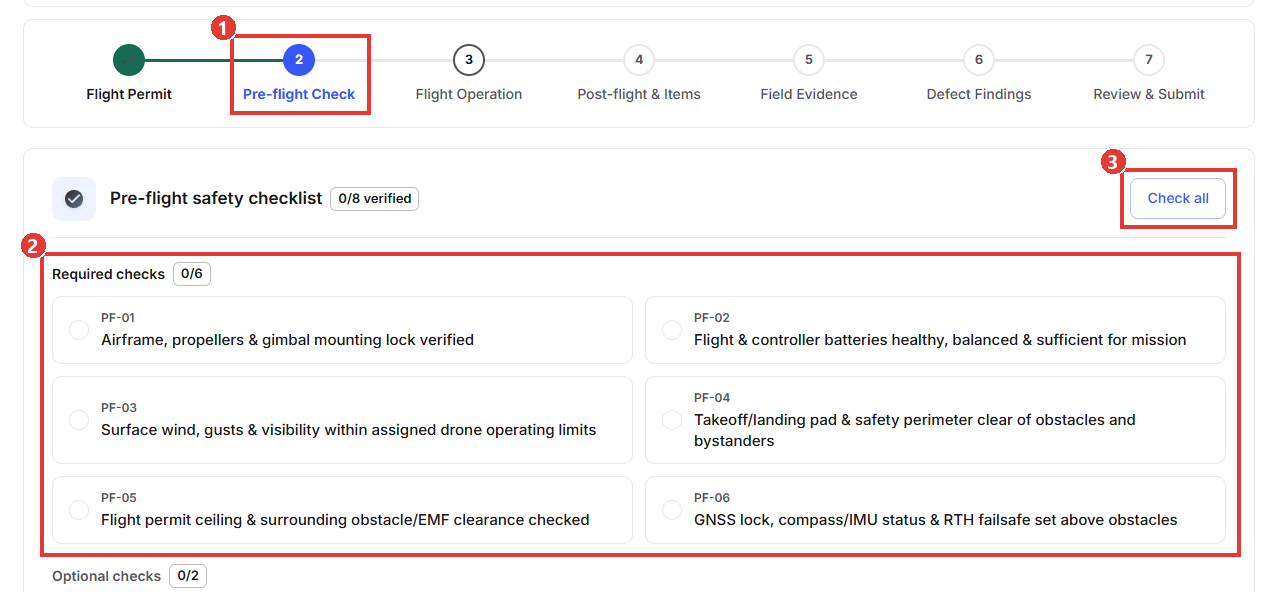 1
2
3
4
5
6
7
Flight Permit
Pre-flight Check
Flight Operation
Post-flight & Items
Field Evidence
Defect Findings
Review & Submit
3
Pre-flight safety checklist
0/8 verified
Check all
2
Required checks
0/6
PF-01
Airframe, propellers & gimbal mounting lock verified
PF-02
Flight & controller batteries healthy, balanced & sufficient for mission
PF-03
Surface wind, gusts & visibility within assigned drone operating limits
PF-04
Takeoff/landing pad & safety perimeter clear of obstacles and
bystanders
PF-05
Flight permit ceiling & surrounding obstacle/EMF clearance checked
PF-06
GNSS lock, compass/IMU status & RTH failsafe set above obstacles
Optional checks
0/2